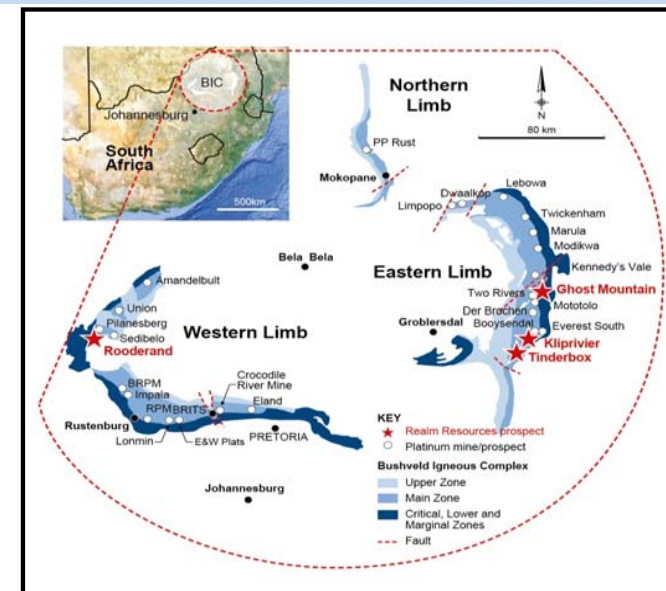 BIC
Johannesburg
South
Africa
500km
Northern
Limb
N
80 km
PP Rust
Mokopane
Limpopo
Dwaalkop
Lebowa
Twickenham
Marula
Modikwa
Kennedy's Vale
Bela Bela
Eastern Limb
Two Rivers
Ghost Mountain
Mototolo
Der Brochen
Booysendal
Everest South
Groblersdal
Klipriver
Tinderbox
Amandelbult
Union
Pilanesberg
Sedibelo
Rooderand
Western Limb
BRPM
Impala
Crocodile
River Mine
Eland
RPM
BRITS
Rustenburg
Lonmin
E&W Plats
PRETORIA
Johannesburg
KEY
Realm Resources prospect
Platinum mine/prospect
Bushveld Igneous Complex
Upper Zone
Main Zone
Critical, Lower and
Marginal Zones
Fault